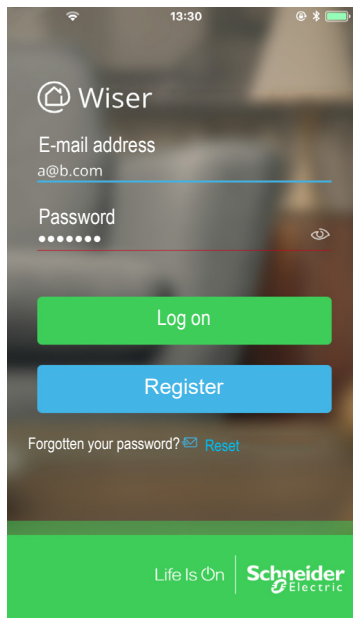 13:30
Wiser
E-mail address
a@b.com
Password
•••••••
Log on
Register
Forgotten your password? Reset
Life Is On Schneider
Electric